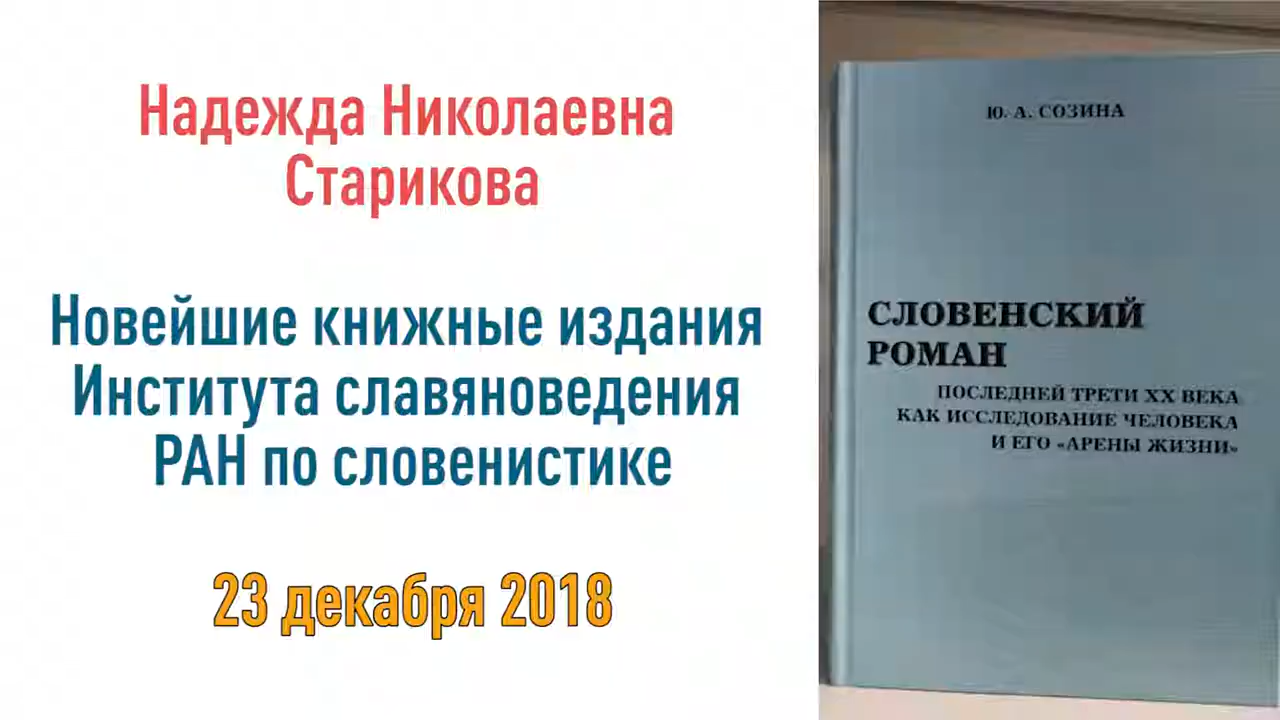 Надежда Николаевна
Старикова
Новейшие книжные издания
Института славяноведения
РАН по словенистике
23 декабря 2018
Ю. А. СОЗИНА
СЛОВЕНСКИЙ
РОМАН
ПОСЛЕДНЕЙ ТРЕТИ XX ВЕКА
КАК ИССЛЕДОВАНИЕ ЧЕЛОВЕКА
И ЕГО «АРЕНЫ ЖИЗНИ»